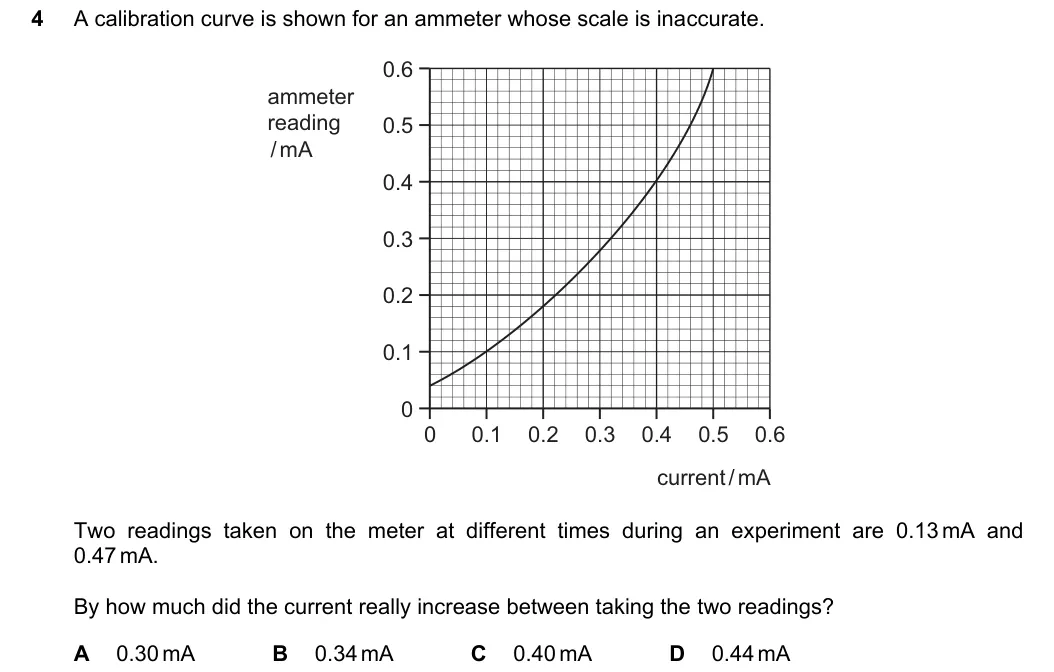 4 A calibration curve is shown for an ammeter whose scale is inaccurate.
0.6
ammeter
reading 0.5
/ mA
0.4
0.3
0.2
0.1
0
0 0.1 0.2 0.3 0.4 0.5 0.6
current / mA
Two readings taken on the meter at different times during an experiment are 0.13 mA and
0.47 mA.
By how much did the current really increase between taking the two readings?
A 0.30 mA B 0.34 mA C 0.40 mA D 0.44 mA